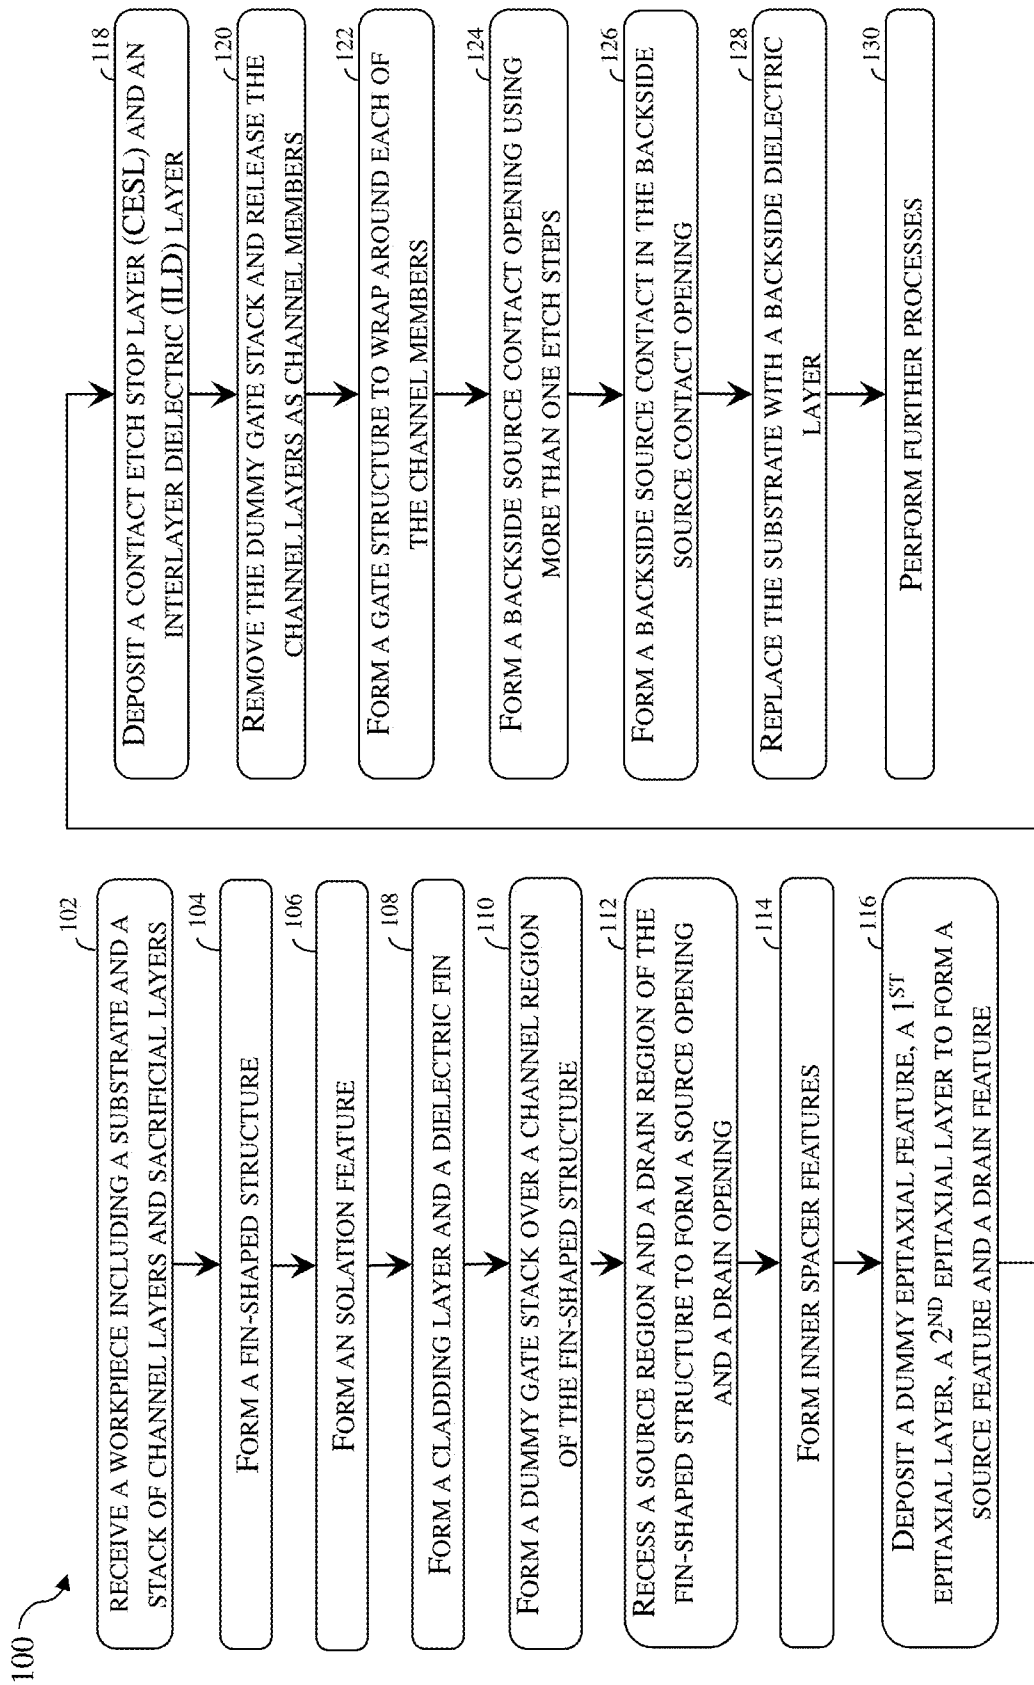 100
102
RECEIVE A WORKPIECE INCLUDING A SUBSTRATE AND A
STACK OF CHANNEL LAYERS AND SACRIFICIAL LAYERS
104
FORM A FIN-SHAPED STRUCTURE
106
FORM AN SOLATION FEATURE
108
FORM A CLADDING LAYER AND A DIELECTRIC FIN
110
FORM A DUMMY GATE STACK OVER A CHANNEL REGION
OF THE FIN-SHAPED STRUCTURE
112
RECESS A SOURCE REGION AND A DRAIN REGION OF THE
FIN-SHAPED STRUCTURE TO FORM A SOURCE OPENING
AND A DRAIN OPENING
114
FORM INNER SPACER FEATURES
116
DEPOSIT A DUMMY EPITAXIAL FEATURE, A 1ST
EPITAXIAL LAYER, A 2ND EPITAXIAL LAYER TO FORM A
SOURCE FEATURE AND A DRAIN FEATURE
118
DEPOSIT A CONTACT ETCH STOP LAYER (CESL) AND AN
INTERLAYER DIELECTRIC (ILD) LAYER
120
REMOVE THE DUMMY GATE STACK AND RELEASE THE
CHANNEL LAYERS AS CHANNEL MEMBERS
122
FORM A GATE STRUCTURE TO WRAP AROUND EACH OF
THE CHANNEL MEMBERS
124
FORM A BACKSIDE SOURCE CONTACT OPENING USING
MORE THAN ONE ETCH STEPS
126
FORM A BACKSIDE SOURCE CONTACT IN THE BACKSIDE
SOURCE CONTACT OPENING
128
REPLACE THE SUBSTRATE WITH A BACKSIDE DIELECTRIC
LAYER
130
PERFORM FURTHER PROCESSES